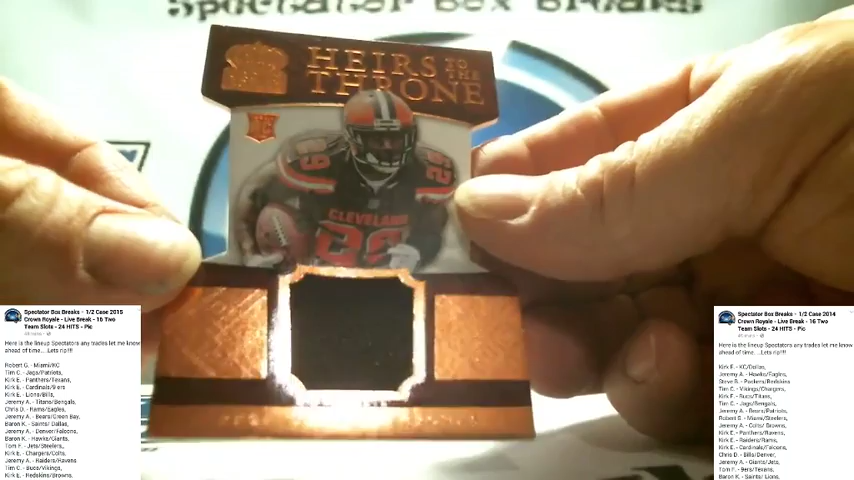 Spectator Box Breaks
HEIRS TO THE
THRONE
RC
29
29
CLEVELAND
29
Spectator Box Breaks - 1/2 Case 2015
Crown Royale - Live Break - 16 Two
Team Slots - 24 HITS - Pic
Here is the lineup Spectators any trades let me know
ahead of time....Lets rip!!!
Robert G. - Miami/KC
Tim C. - Jags/Patriots,
Kirk E. - Panthers/Texans,
Kirk E. - Cardinals/9ers
Kirk E. - Lions/Bills,
Jeremy A. - Titans/Bengals,
Chris D. - Rams/Eagles,
Jeremy A. - Bears/Green Bay,
Baron K. - Saints/ Dallas,
Jeremy A. - Denver/Falcons,
Baron K. - Hawks/Giants,
Tom F. - Jets/Steelers,
Kirk E. - Chargers/Colts,
Jeremy A. - Raiders/Ravens
Tim C. - Bucs/Vikings,
Kirk E. - Redskins/Browns,
Spectator Box Breaks - 1/2 Case 2014
Crown Royale - Live Break - 16 Two
Team Slots - 24 HITS - Pic
Here is the lineup Spectators any trades let me know
ahead of time....Lets rip!!!
Kirk E. - KC/Dallas,
Jeremy A. - Hawks/Eagles,
Steve B. - Packers/Redskins
Tim C. - Vikings/Chargers,
Kirk F. - Bucs/Titans,
Tim C. - Jags/Bengals,
Jeremy A. - Bears/Patriots,
Robert G. - Miami/Steelers,
Jeremy A. - Colts/ Browns,
Kirk E. - Panthers/Ravens,
Kirk E. - Raiders/Rams,
Kirk E. - Cardinals/Falcons,
Chris D. - Bills/Denver,
Jeremy A. - Giants/Jets,
Tom F. - 9ers/Texans,
Baron K. - Saints/ Lions,